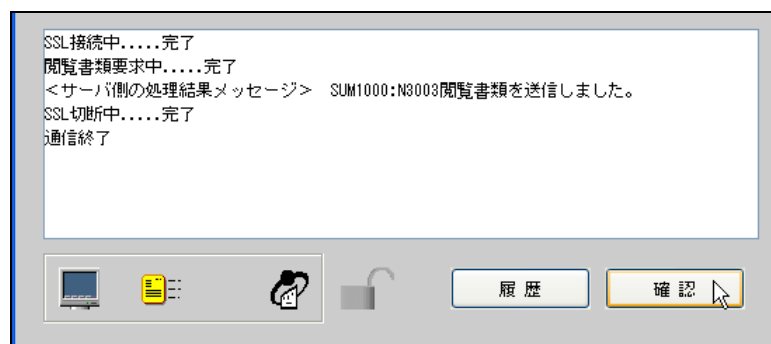 SSL接続中.....完了
閲覧書類要求中.....完了
＜サーバ側の処理結果メッセージ＞　SUM1000:N3003閲覧書類を送信しました。
SSL切断中.....完了
通信終了
履 歴
確 認